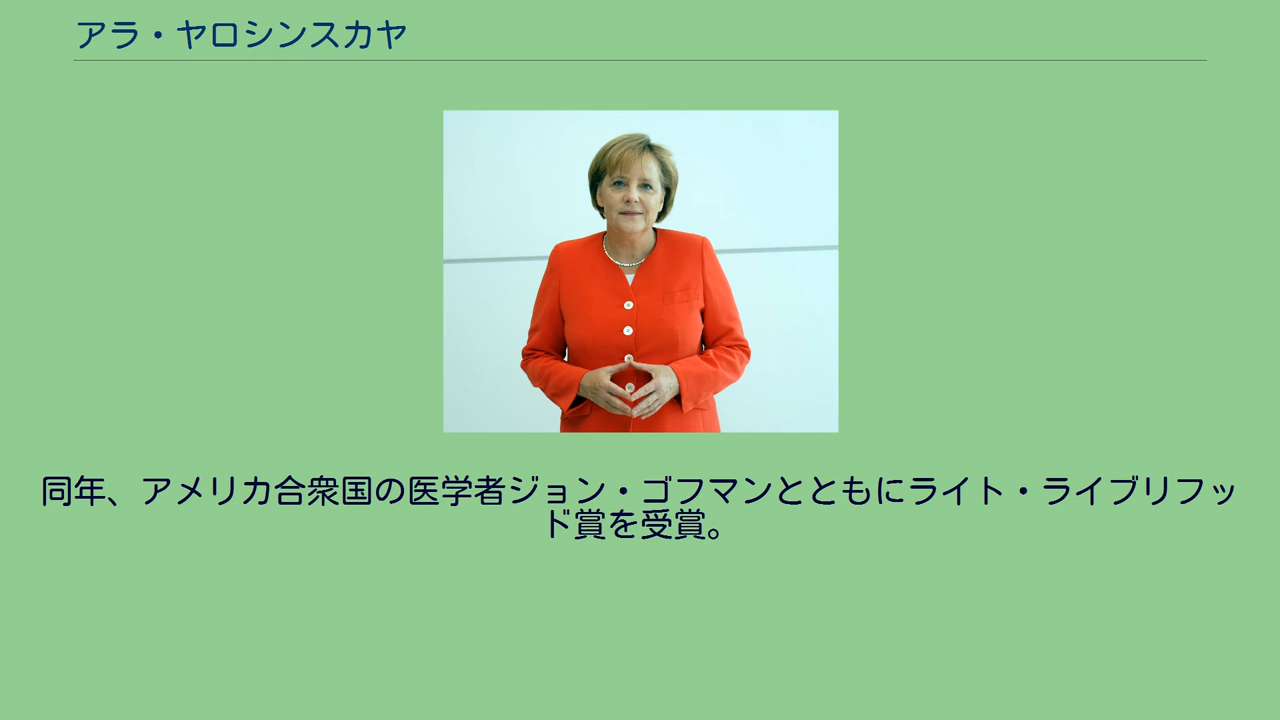 アラ・ヤロシンスカヤ
同年、アメリカ合衆国の医学者ジョン・ゴフマンとともにライト・ライブリフッ
ド賞を受賞。